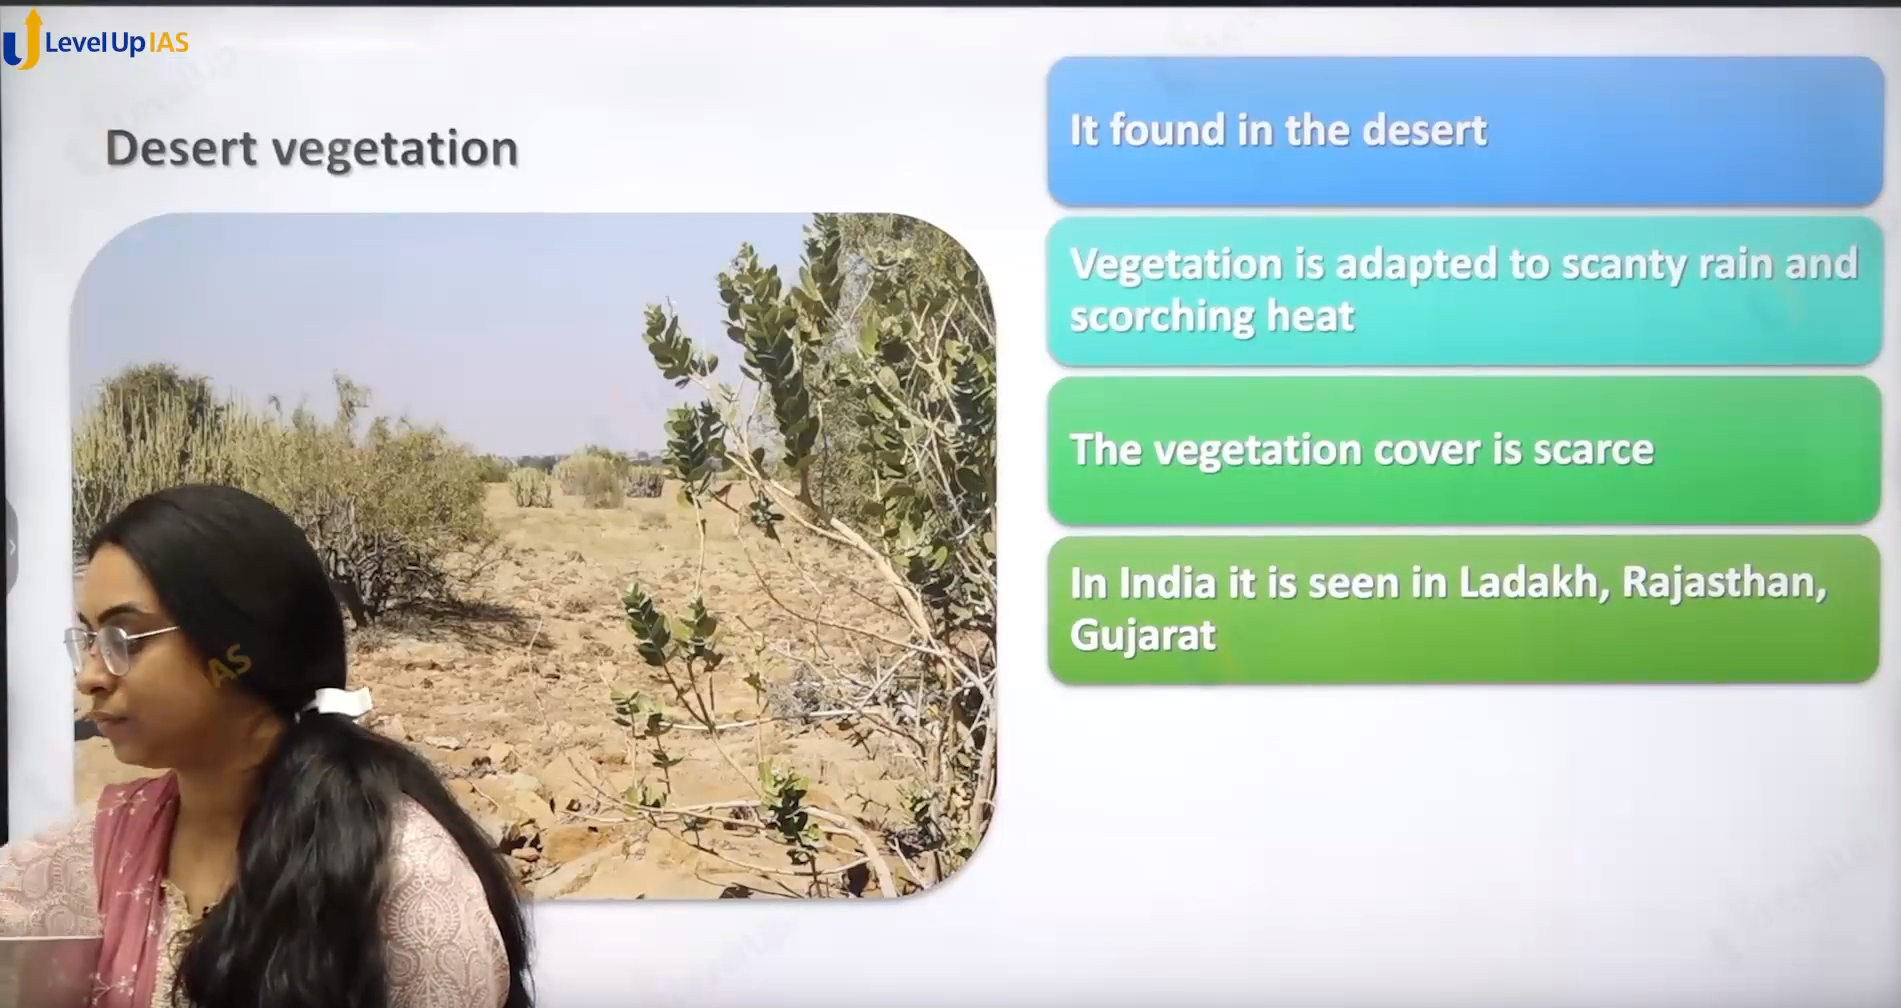 Level Up IAS
Desert vegetation
It found in the desert
Vegetation is adapted to scanty rain and
scorching heat
The vegetation cover is scarce
In India it is seen in Ladakh, Rajasthan,
Gujarat
IAS